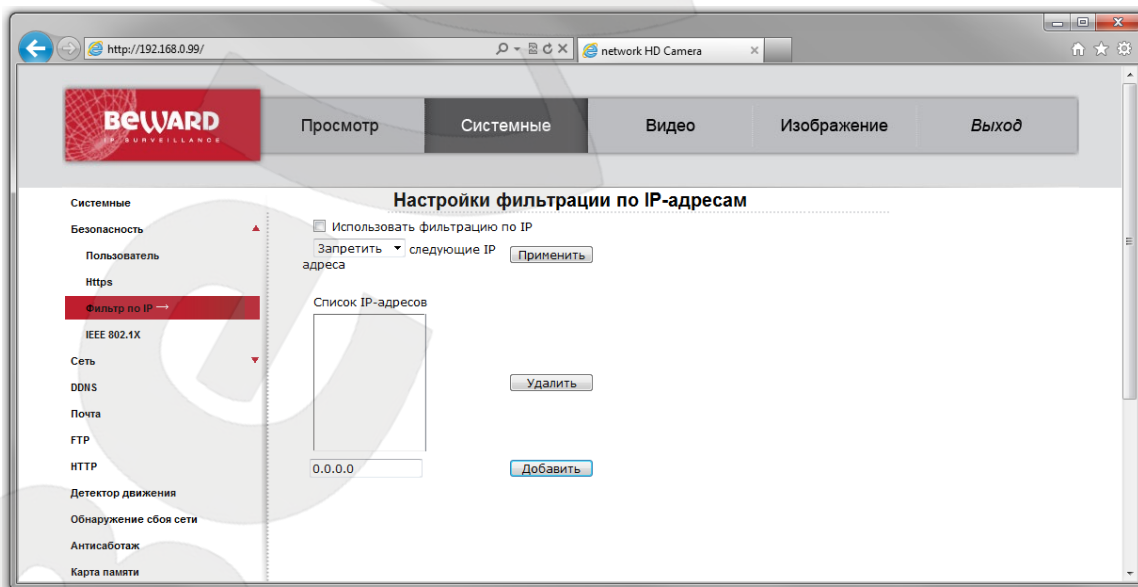 http://192.168.0.99/
network HD Camera
BEWARD
IP-SURVEILLANCE
Просмотр
Системные
Видео
Изображение
Выход
Системные
Безопасность
Пользователь
Https
Фильтр по IP →
IEEE 802.1X
Сеть
DDNS
Почта
FTP
HTTP
Детектор движения
Обнаружение сбоя сети
Антисаботаж
Карта памяти
Настройки фильтрации по IP-адресам
Использовать фильтрацию по IP
Запретить следующие IP
адреса
Применить
Список IP-адресов
Удалить
0.0.0.0
Добавить